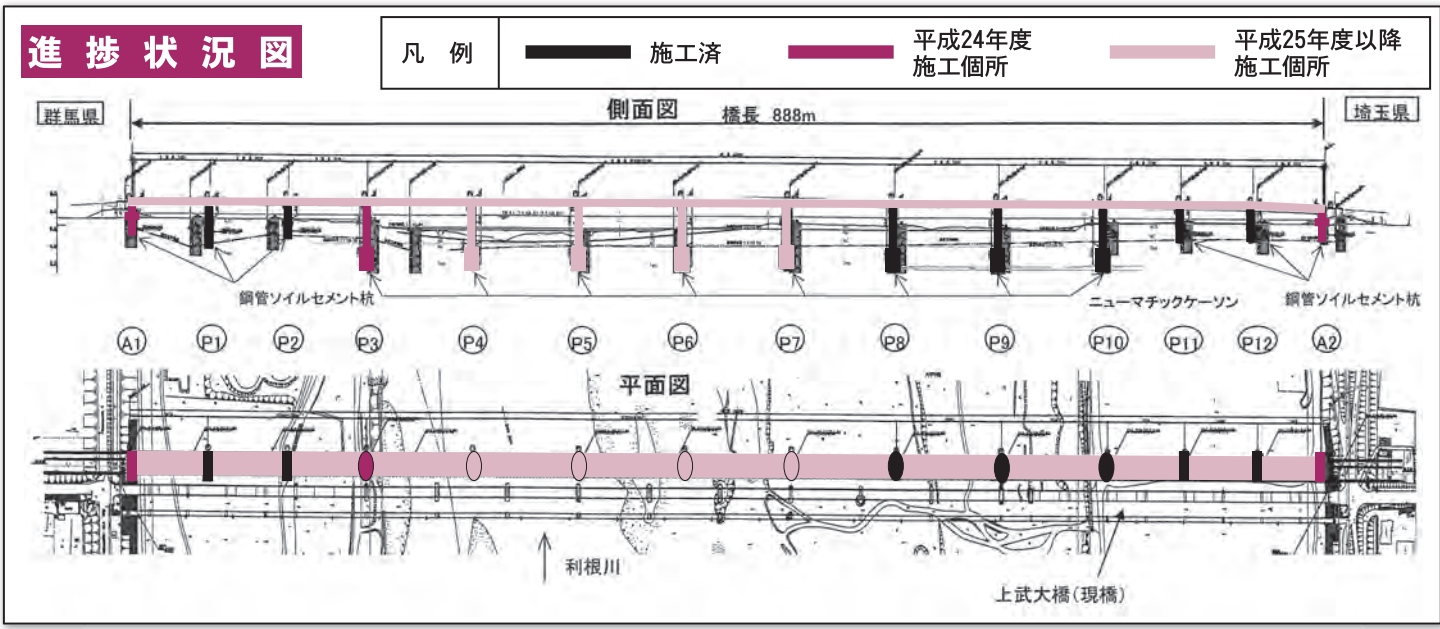 進捗状況図
凡例
施工済
平成24年度
施工個所
平成25年度以降
施工個所
群馬県
側面図
橋長 888m
埼玉県
鋼管ソイルセメント杭
ニューマチックケーソン
鋼管ソイルセメント杭
A1 P1 P2 P3 P4 P5 P6 P7 P8 P9 P10 P11 P12 A2
平面図
利根川
上武大橋(現橋)